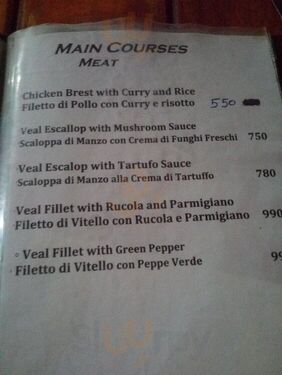 MAIN COURSES
MEAT
Chicken Brest with Curry and Rice
Filetto di Pollo con Curry e risotto 550
Veal Escallop with Mushroom Sauce
Scaloppa di Manzo con Crema di Funghi Freschi 750
Veal Escalop with Tartufo Sauce
Scaloppa di Manzo alla Crema di Tartuffo 780
Veal Fillet with Rucola and Parmigiano
Filetto di Vitello con Rucola e Parmigiano 990
Veal Fillet with Green Pepper
Filetto di Vitello con Peppe Verde